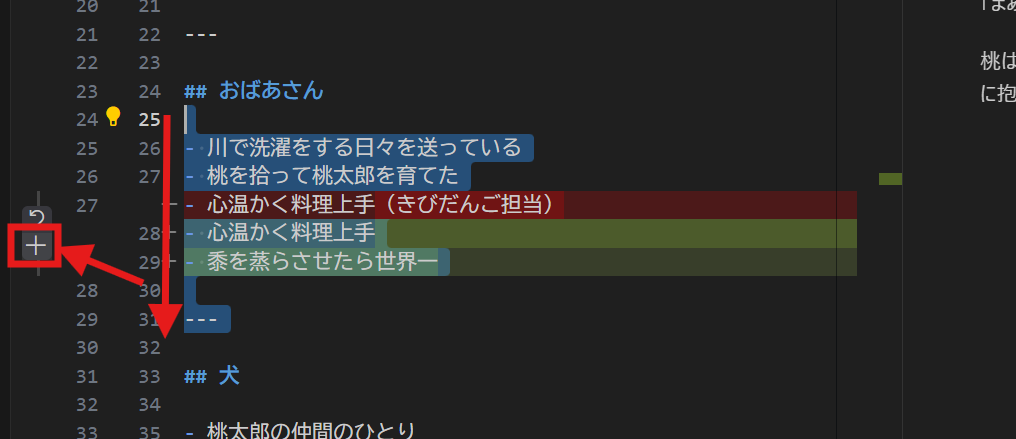 20 21
21 22 ---
22 23
23 24 ## おばあさん
24 25
25 26 - 川で洗濯をする日々を送っている
26 27 - 桃を拾って桃太郎を育てた
27 - 心温かく料理上手（きびだんご担当）
28 - 心温かく料理上手
29 - 黍を蒸らさせたら世界一
28 30
29 31 ---
30 32
31 33 ## 犬
32 34
33 35 - 桃太郎の仲間のひとり
桃は
に抱